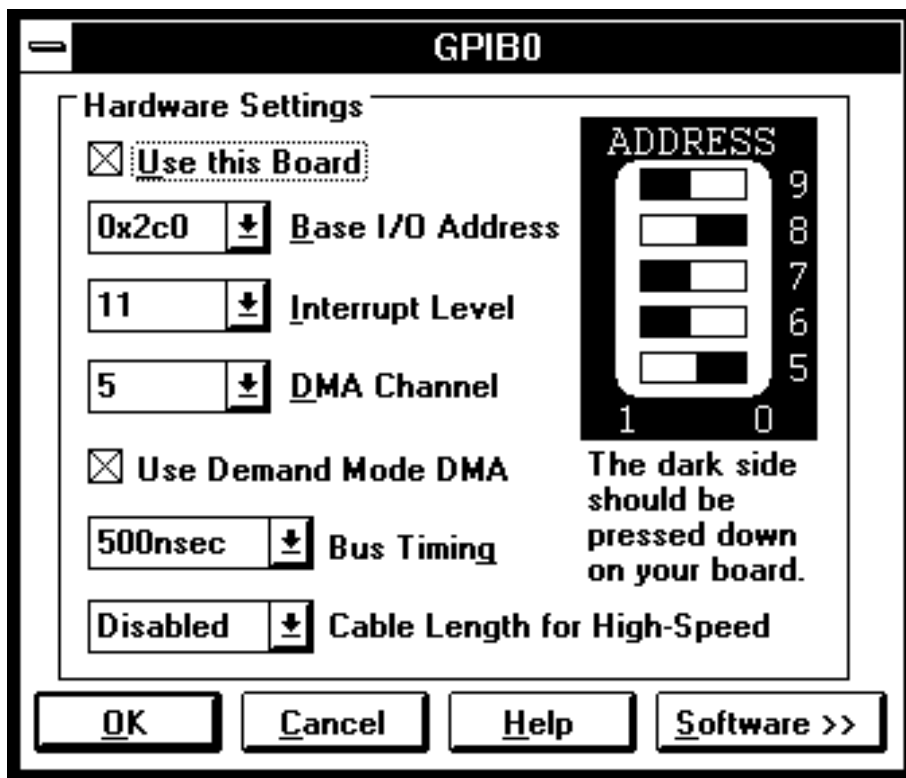 GPIB0
Hardware Settings
Use this Board
0x2c0 Base I/O Address
11 Interrupt Level
5 DMA Channel
Use Demand Mode DMA
500nsec Bus Timing
Disabled Cable Length for High-Speed
ADDRESS
9
8
7
6
5
1 0
The dark side
should be
pressed down
on your board.
OK Cancel Help Software >>